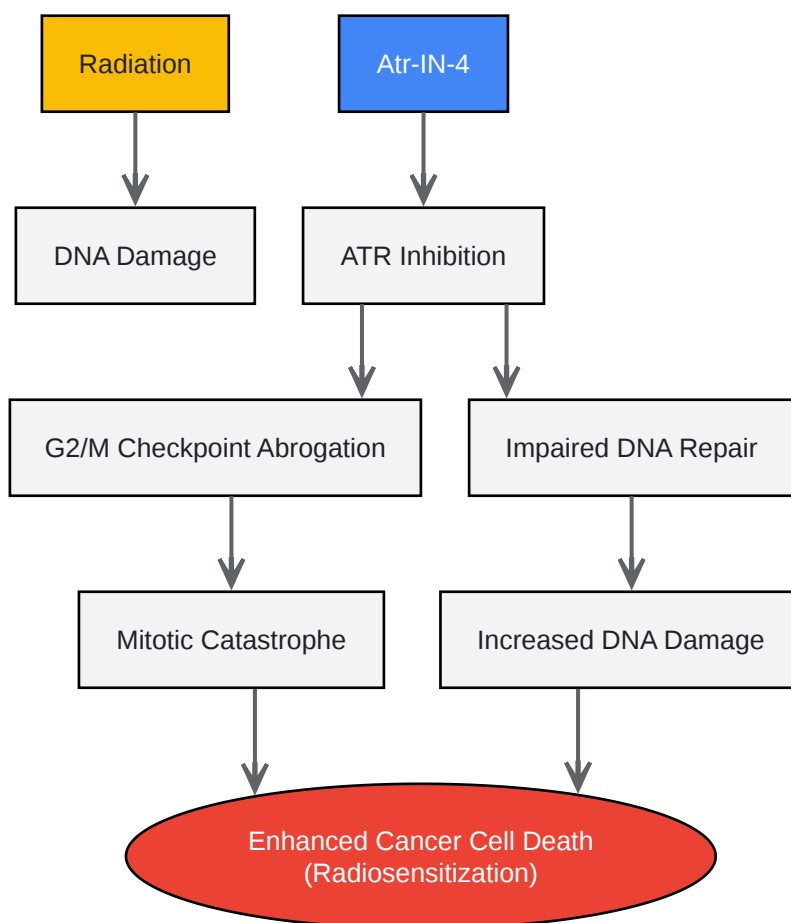 Radiation
Atr-IN-4
DNA Damage
ATR Inhibition
G2/M Checkpoint Abrogation
Impaired DNA Repair
Mitotic Catastrophe
Increased DNA Damage
Enhanced Cancer Cell Death
(Radiosensitization)